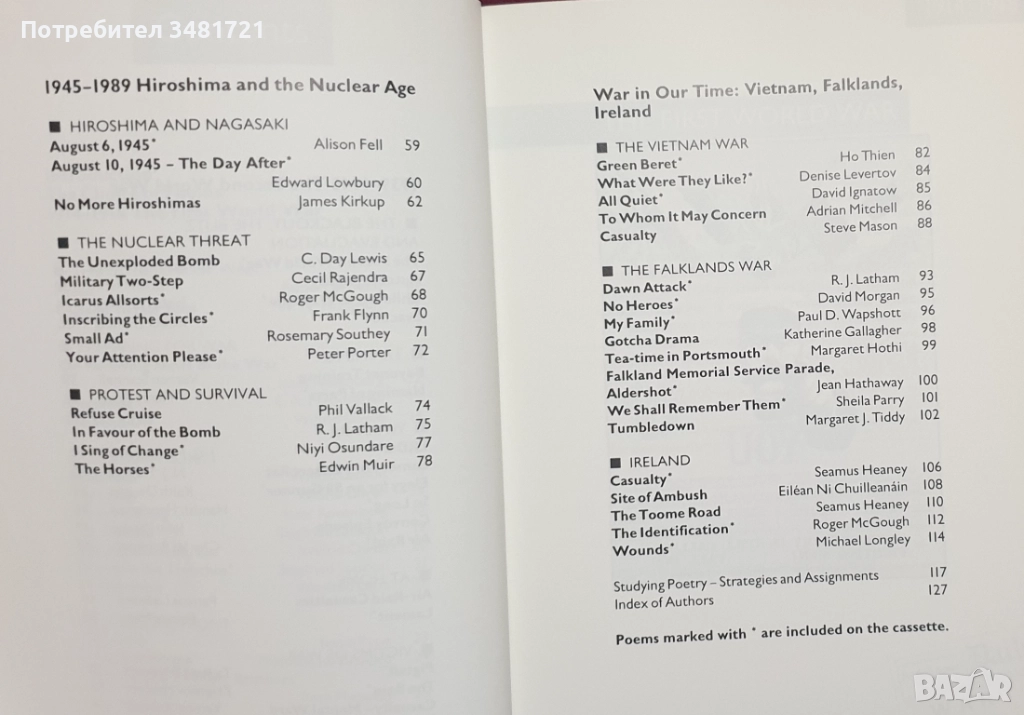 Потребител 3481721
1945–1989 Hiroshima and the Nuclear Age
■ HIROSHIMA AND NAGASAKI
August 6, 1945* Alison Fell 59
August 10, 1945 – The Day After*
Edward Lowbury 60
No More Hiroshimas James Kirkup 62
■ THE NUCLEAR THREAT
The Unexploded Bomb C. Day Lewis 65
Military Two-Step Cecil Rajendra 67
Icarus Allsorts* Roger McGough 68
Inscribing the Circles* Frank Flynn 70
Small Ad* Rosemary Southey 71
Your Attention Please* Peter Porter 72
■ PROTEST AND SURVIVAL
Refuse Cruise Phil Vallack 74
In Favour of the Bomb R. J. Latham 75
I Sing of Change* Niyi Osundare 77
The Horses* Edwin Muir 78
War in Our Time: Vietnam, Falklands,
Ireland
■ THE VIETNAM WAR
Green Beret* Ho Thien 82
What Were They Like?* Denise Levertov 84
All Quiet* David Ignatow 85
To Whom It May Concern Adrian Mitchell 86
Casualty Steve Mason 88
■ THE FALKLANDS WAR
Dawn Attack* R. J. Latham 93
No Heroes* David Morgan 95
My Family* Paul D. Wapshott 96
Gotcha Drama Katherine Gallagher 98
Tea-time in Portsmouth* Margaret Hothi 99
Falkland Memorial Service Parade,
Aldershot* Jean Hathaway 100
We Shall Remember Them* Sheila Parry 101
Tumbledown Margaret J. Tiddy 102
■ IRELAND
Casualty* Seamus Heaney 106
Site of Ambush Eiléan Ni Chuilleanáin 108
The Toome Road Seamus Heaney 110
The Identification* Roger McGough 112
Wounds* Michael Longley 114
Studying Poetry – Strategies and Assignments 117
Index of Authors 127
Poems marked with * are included on the cassette.
BAZAR